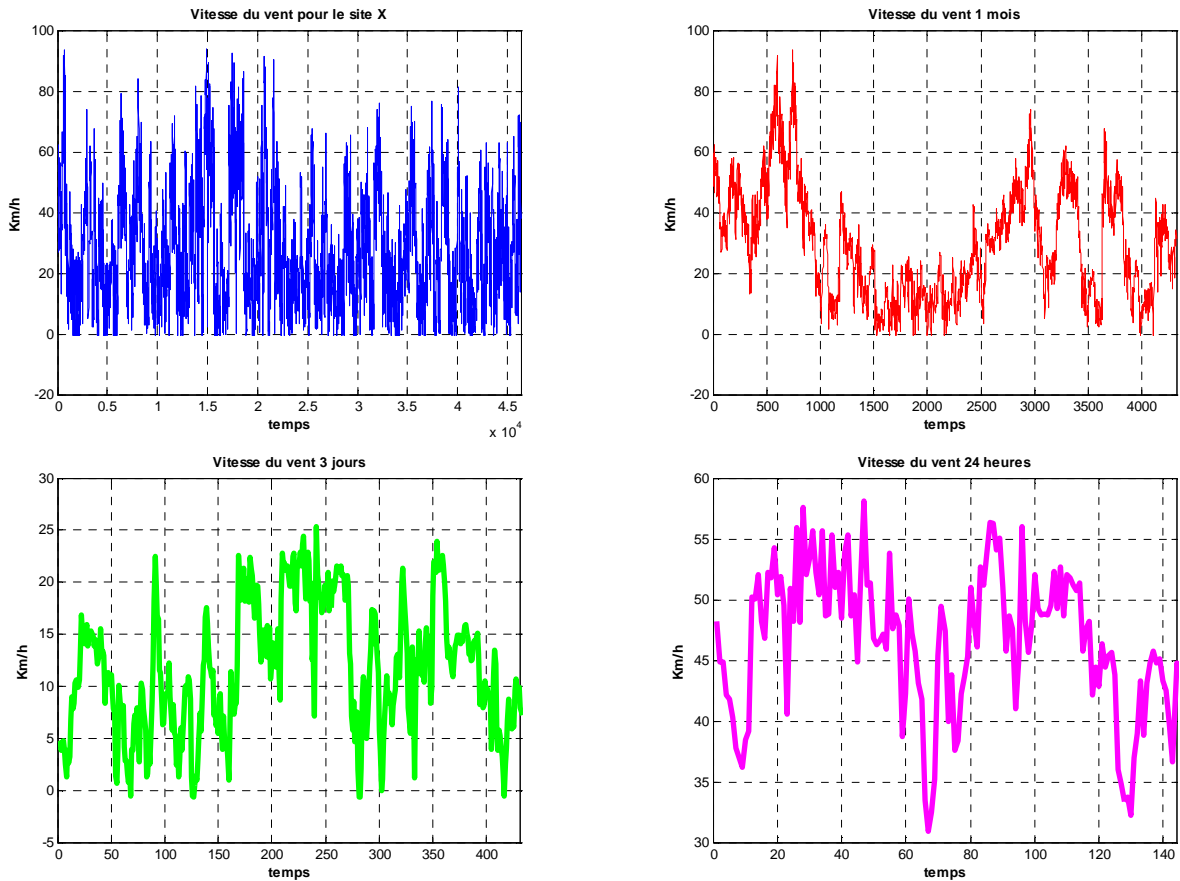 Vitesse du vent pour le site X
100
80
60
40
20
0
-20
Km/h
0 0.5 1 1.5 2 2.5 3 3.5 4 4.5
temps
x 10^4
Vitesse du vent 1 mois
100
80
60
40
20
0
-20
Km/h
0 500 1000 1500 2000 2500 3000 3500 4000
temps
Vitesse du vent 3 jours
30
25
20
15
10
5
0
-5
Km/h
0 50 100 150 200 250 300 350 400
temps
Vitesse du vent 24 heures
60
55
50
45
40
35
30
Km/h
0 20 40 60 80 100 120 140
temps